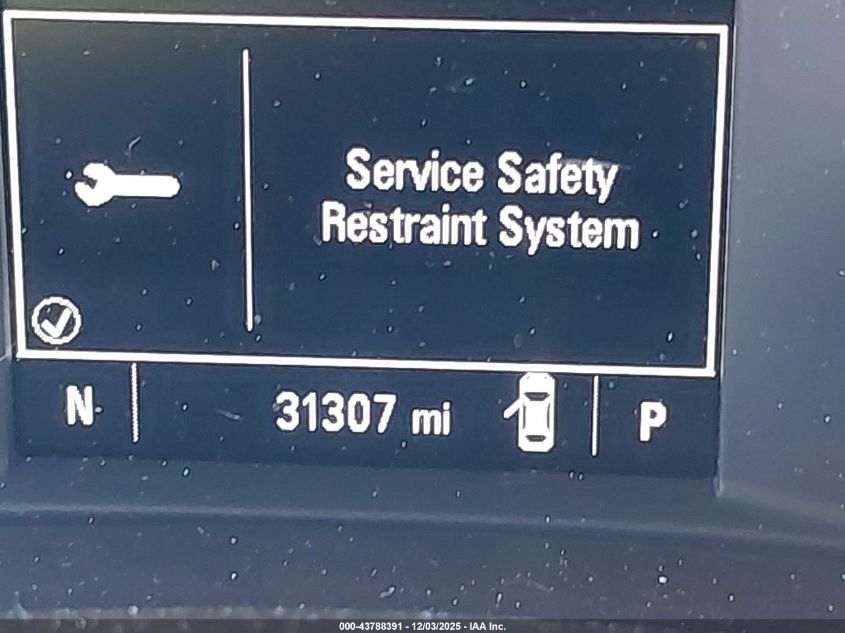 Service Safety
Restraint System
N 31307 mi P
000-43788391 - 12/03/2025 - IAA Inc.